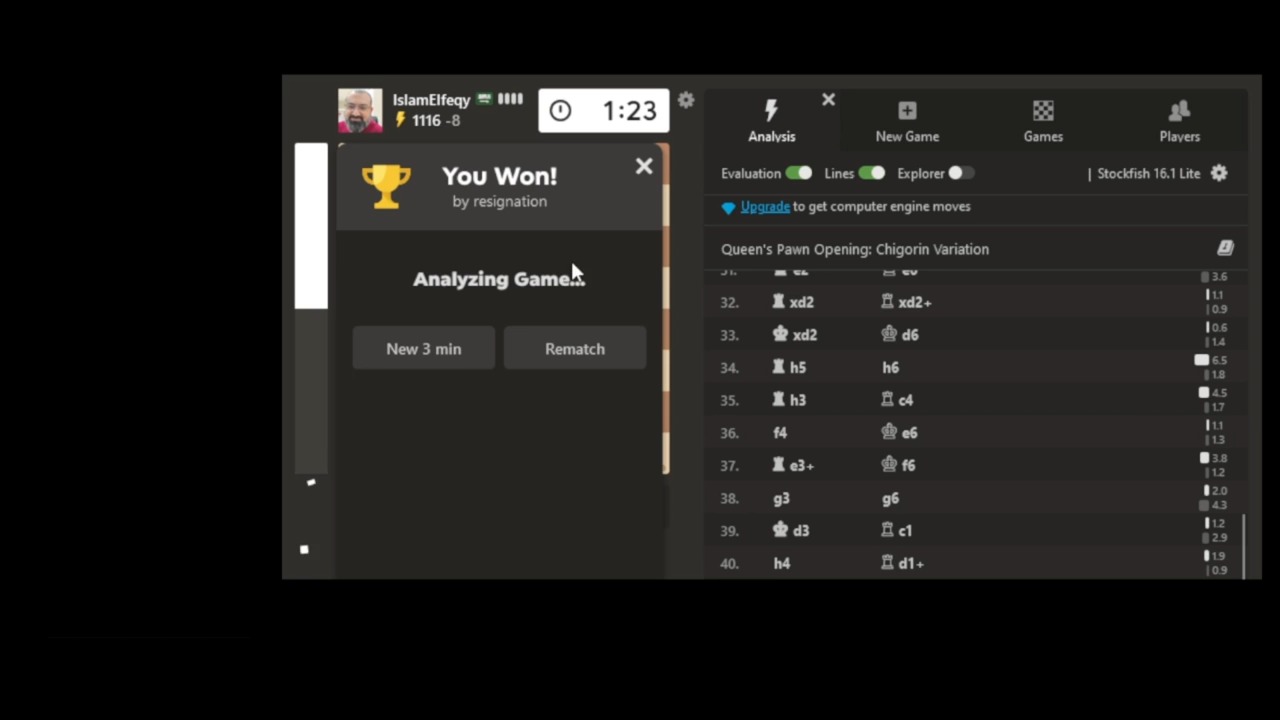 IslamElfeqy
1116 -8
1:23
You Won!
by resignation
Analyzing Game...
New 3 min
Rematch
Analysis
New Game
Games
Players
Evaluation Lines Explorer | Stockfish 16.1 Lite
Upgrade to get computer engine moves
Queen's Pawn Opening: Chigorin Variation
3.6
32. xd2 xd2+ 1.1
0.9
33. xd2 d6 0.6
1.4
34. h5 h6 6.5
1.8
35. h3 c4 4.5
1.7
36. f4 e6 1.1
1.3
37. e3+ f6 3.8
1.2
38. g3 g6 2.0
4.3
39. d3 c1 1.2
2.9
40. h4 d1+ 1.9
0.9